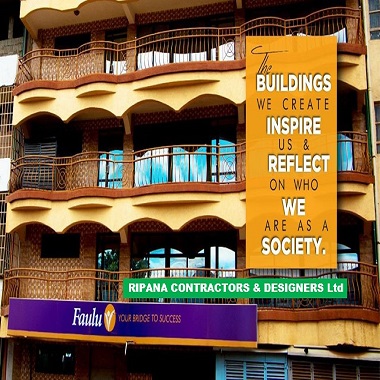 The
BUILDINGS
WE CREATE
INSPIRE
US &
REFLECT
ON WHO
WE
ARE AS A
SOCIETY.
RIPANA CONTRACTORS & DESIGNERS Ltd
Faulu YOUR BRIDGE TO SUCCESS